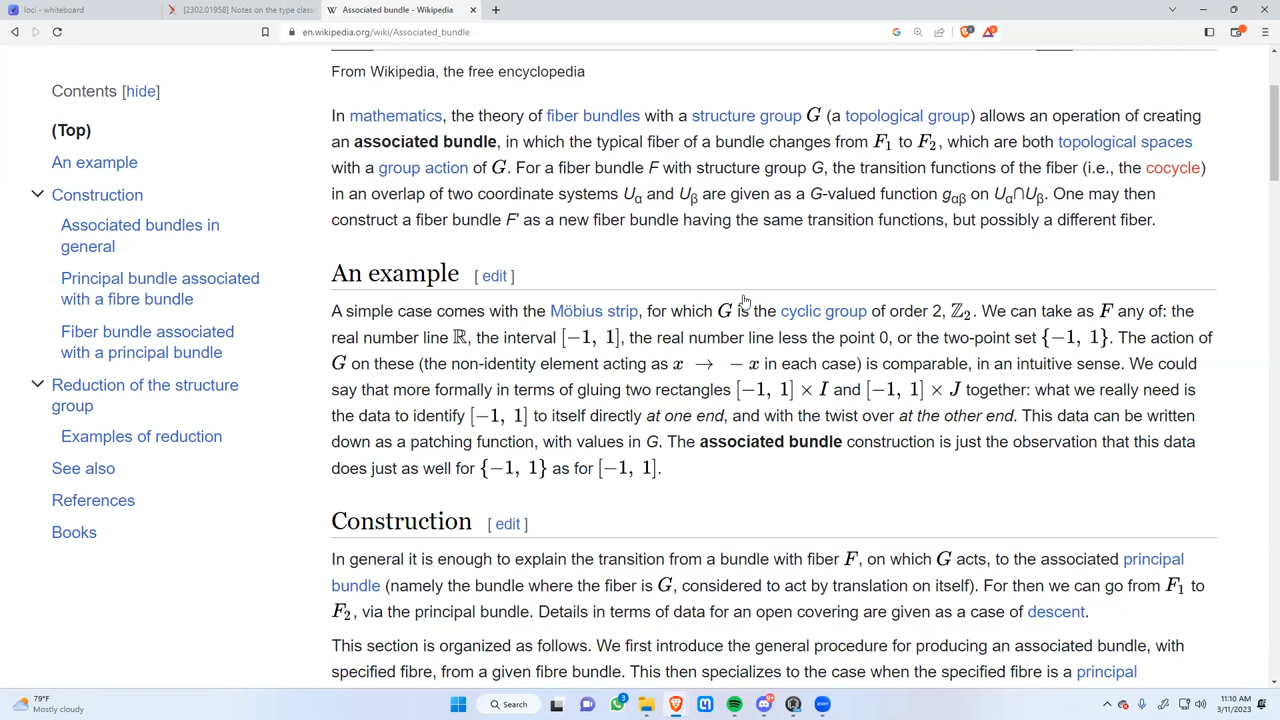 loci - whiteboard
[2302.01958] Notes on the type class
Associated bundle - Wikipedia
en.wikipedia.org/wiki/Associated_bundle
Contents [hide]
(Top)
An example
Construction
Associated bundles in
general
Principal bundle associated
with a fibre bundle
Fiber bundle associated
with a principal bundle
Reduction of the structure
group
Examples of reduction
See also
References
Books
From Wikipedia, the free encyclopedia
In mathematics, the theory of fiber bundles with a structure group G (a topological group) allows an operation of creating
an associated bundle, in which the typical fiber of a bundle changes from F₁ to F₂, which are both topological spaces
with a group action of G. For a fiber bundle F with structure group G, the transition functions of the fiber (i.e., the cocycle)
in an overlap of two coordinate systems Uα and Uβ are given as a G-valued function gαβ on Uα∩Uβ. One may then
construct a fiber bundle F′ as a new fiber bundle having the same transition functions, but possibly a different fiber.
An example [ edit ]
A simple case comes with the Möbius strip, for which G is the cyclic group of order 2, ℤ₂. We can take as F any of: the
real number line ℝ, the interval [−1, 1], the real number line less the point 0, or the two-point set {−1, 1}. The action of
G on these (the non-identity element acting as x → −x in each case) is comparable, in an intuitive sense. We could
say that more formally in terms of gluing two rectangles [−1, 1] × I and [−1, 1] × J together: what we really need is
the data to identify [−1, 1] to itself directly at one end, and with the twist over at the other end. This data can be written
down as a patching function, with values in G. The associated bundle construction is just the observation that this data
does just as well for {−1, 1} as for [−1, 1].
Construction [ edit ]
In general it is enough to explain the transition from a bundle with fiber F, on which G acts, to the associated principal
bundle (namely the bundle where the fiber is G, considered to act by translation on itself). For then we can go from F₁ to
F₂, via the principal bundle. Details in terms of data for an open covering are given as a case of descent.
This section is organized as follows. We first introduce the general procedure for producing an associated bundle, with
specified fibre, from a given fibre bundle. This then specializes to the case when the specified fibre is a principal
79°F
Mostly cloudy
Search
3
11:10 AM
3/11/2023